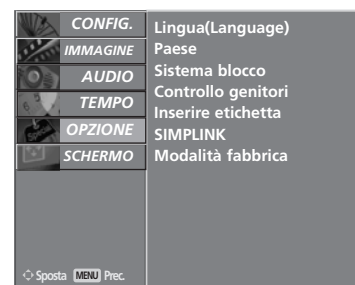 CONFIG.
IMMAGINE
AUDIO
TEMPO
OPZIONE
SCHERMO
Lingua(Language)
Paese
Sistema blocco
Controllo genitori
Inserire etichetta
SIMPLINK
Modalità fabbrica
Sposta MENU Prec.